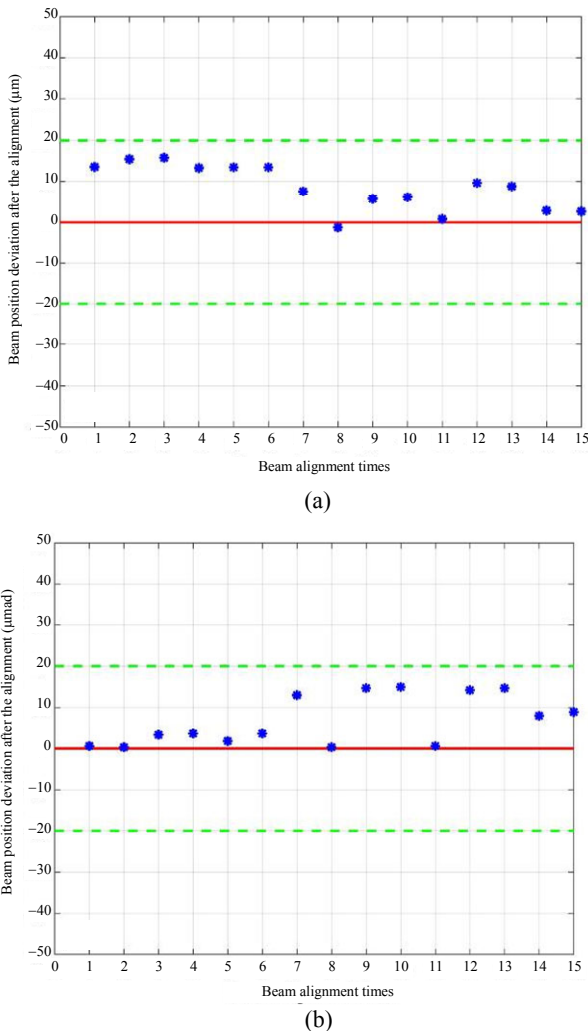 50
40
30
20
10
0
−10
−20
−30
−40
−50
Beam position deviation after the alignment (μm)
0 1 2 3 4 5 6 7 8 9 10 11 12 13 14 15
Beam alignment times
(a)
50
40
30
20
10
0
−10
−20
−30
−40
−50
Beam position deviation after the alignment (μmad)
0 1 2 3 4 5 6 7 8 9 10 11 12 13 14 15
Beam alignment times
(b)